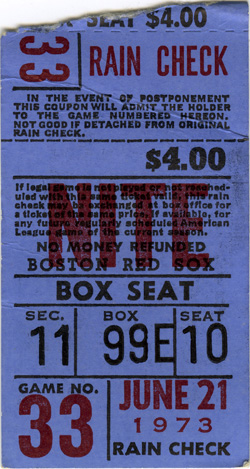 BOX SEAT $4.00
33 RAIN CHECK
IN THE EVENT OF POSTPONEMENT
THIS COUPON WILL ADMIT THE HOLDER
TO THE GAME NUMBERED HEREON.
NOT GOOD IF DETACHED FROM ORIGINAL
RAIN CHECK.
$4.00
If legal game is not played or not resched-
uled with this same ticket valid, this rain
check may be exchanged at box office for
a ticket of the same price, if available, for
any future regularly scheduled American
League game of the current season.
NITE
NO MONEY REFUNDED
BOSTON RED SOX
BOX SEAT
SEC. BOX SEAT
11 99E 10
GAME NO. JUNE 21
33 1973
RAIN CHECK